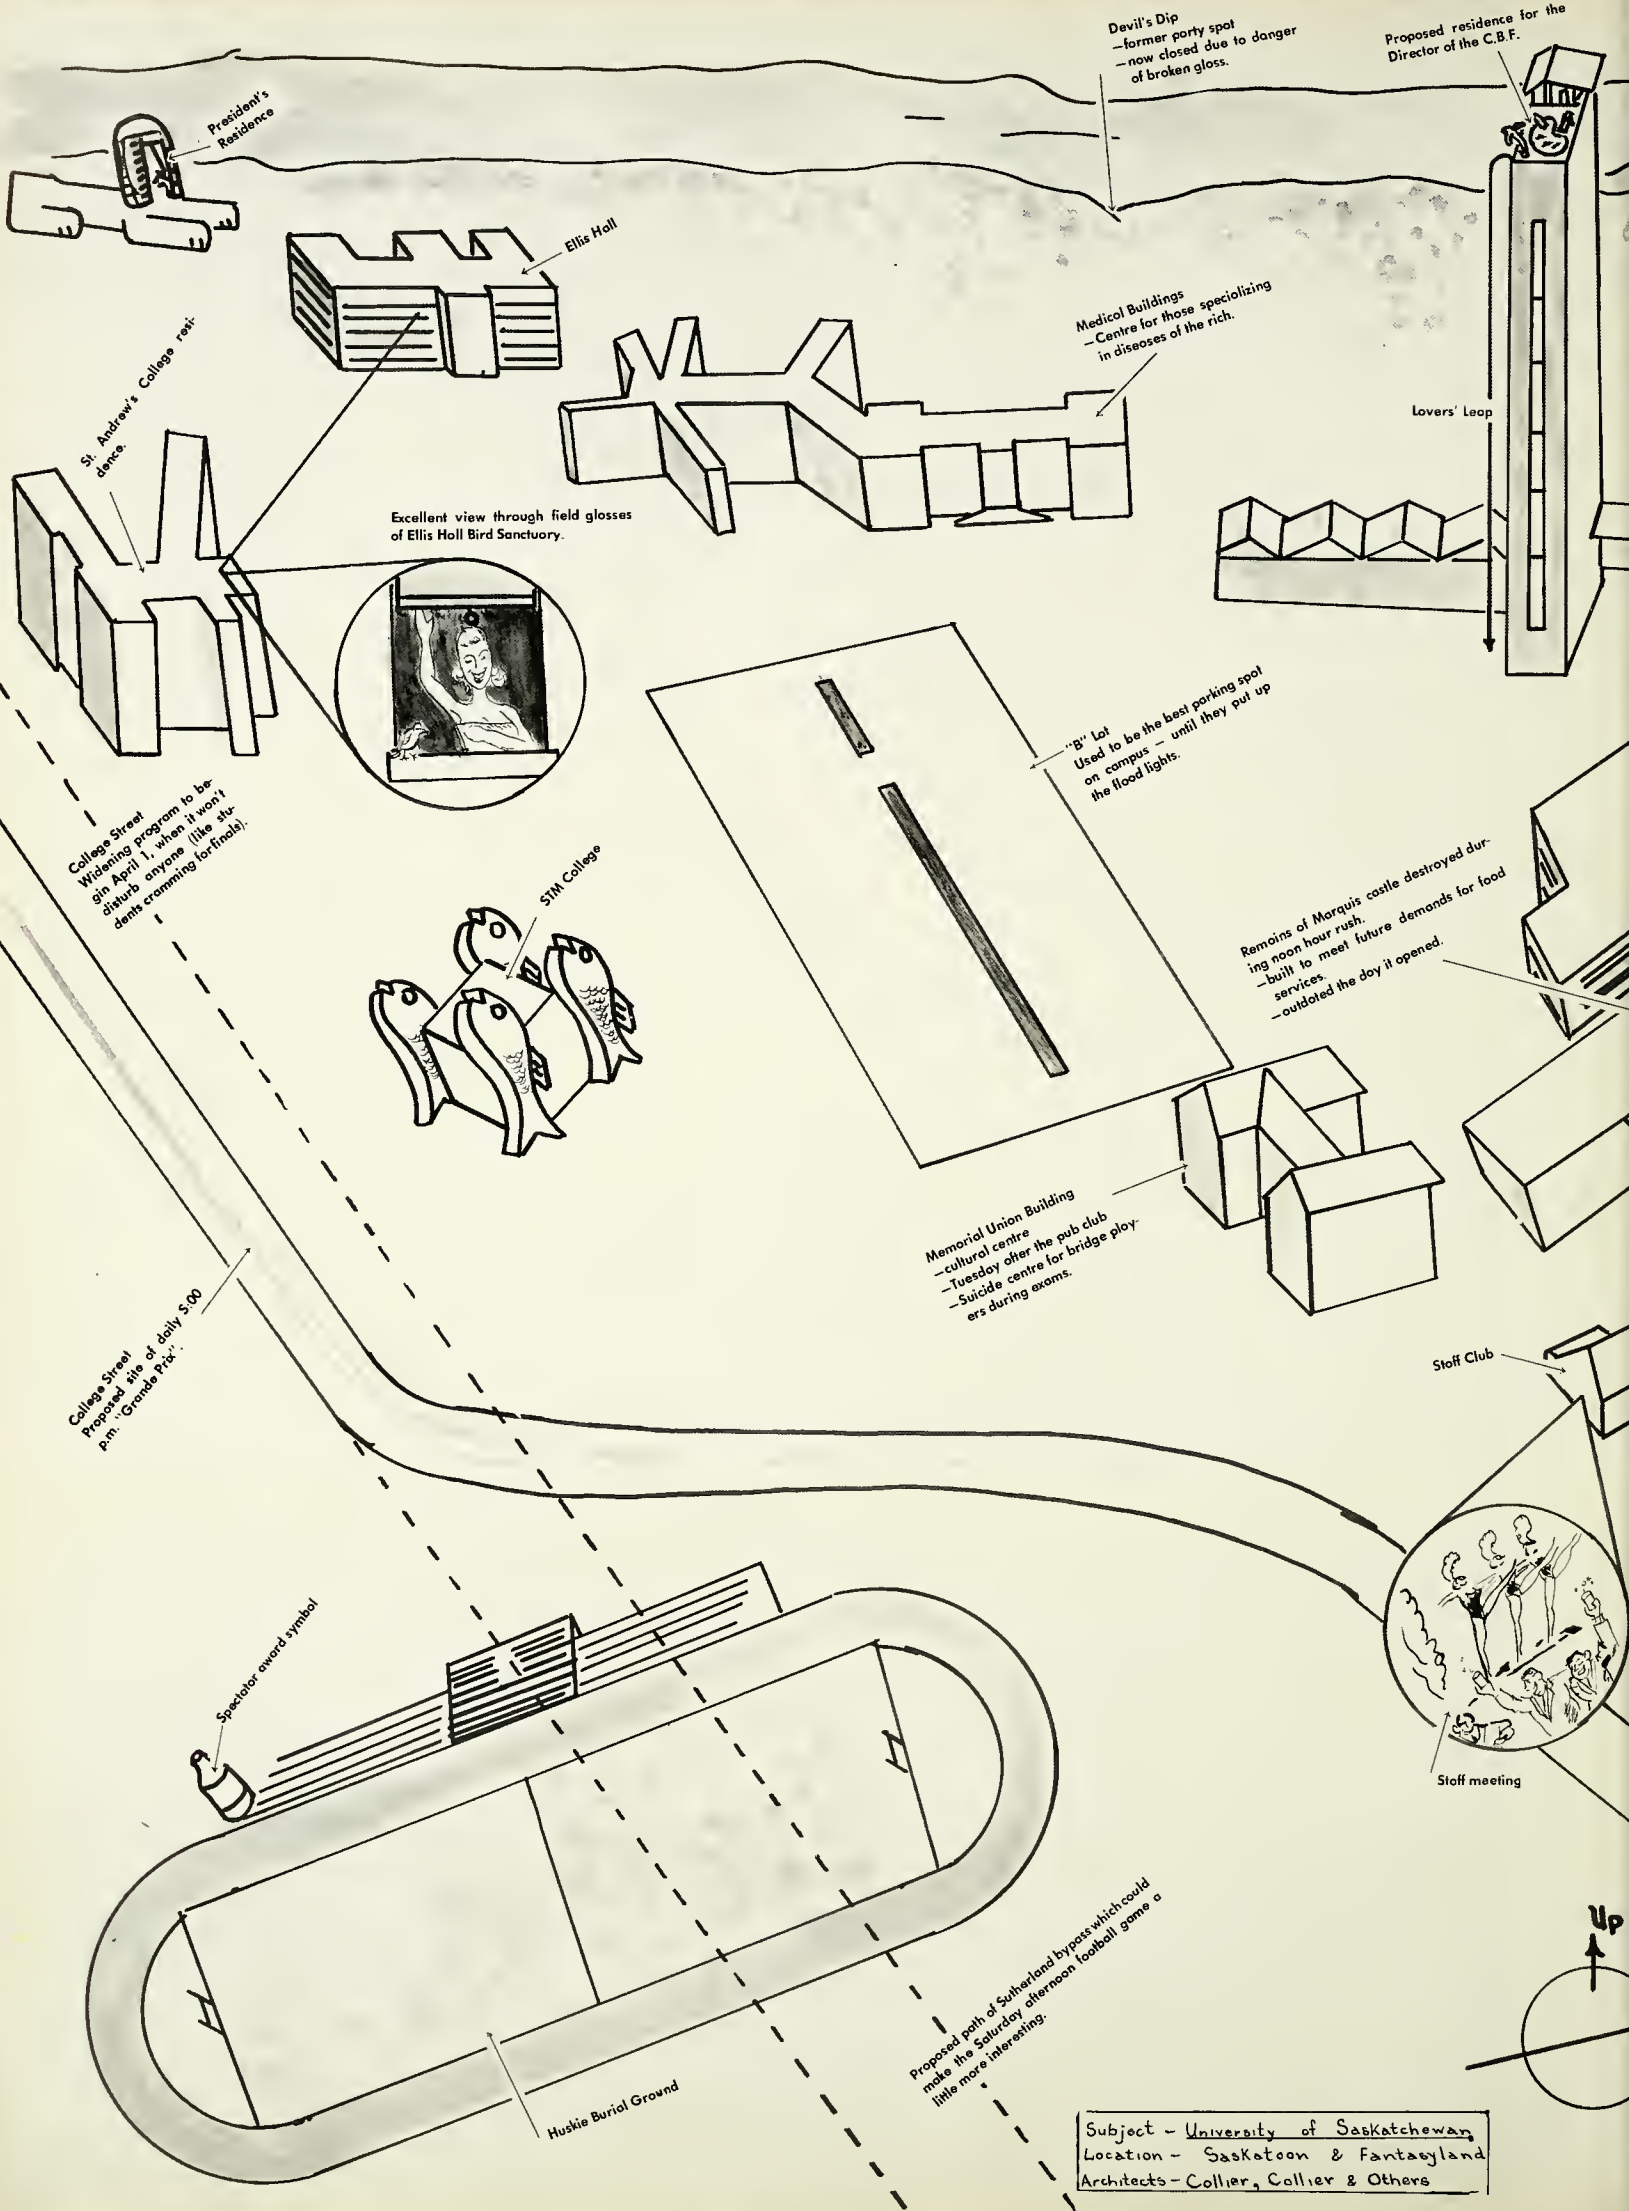 Devil's Dip
—former party spot
—now closed due to danger
of broken glass.
Proposed residence for the
Director of the C.B.F.
President's
Residence
Ellis Hall
Medical Buildings
—Centre for those specializing
in diseases of the rich.
St. Andrew's College resi-
dence.
Lovers' Leap
Excellent view through field glasses
of Ellis Hall Bird Sanctuary.
"B" Lot
Used to be the best parking spot
on campus — until they put up
the flood lights.
College Street
Widening program to be-
gin April 1, when it won't
disturb anyone (like stu-
dents cramming for finals).
STM College
Remains of Marquis castle destroyed dur-
ing noon hour rush.
—built to meet future demands for food
services.
—outdated the day it opened.
Memorial Union Building
—cultural centre
—Tuesday after the pub club
—Suicide centre for bridge play-
ers during exams.
College Street
Proposed site of daily 5:00
p.m. "Grande Prix".
Staff Club
Spectator award symbol
Staff meeting
Proposed path of Sutherland bypass which could
make the Saturday afternoon football game a
little more interesting.
Huskie Burial Ground
Up
Subject – University of Saskatchewan
Location – Saskatoon & Fantasyland
Architects – Collier, Collier & Others